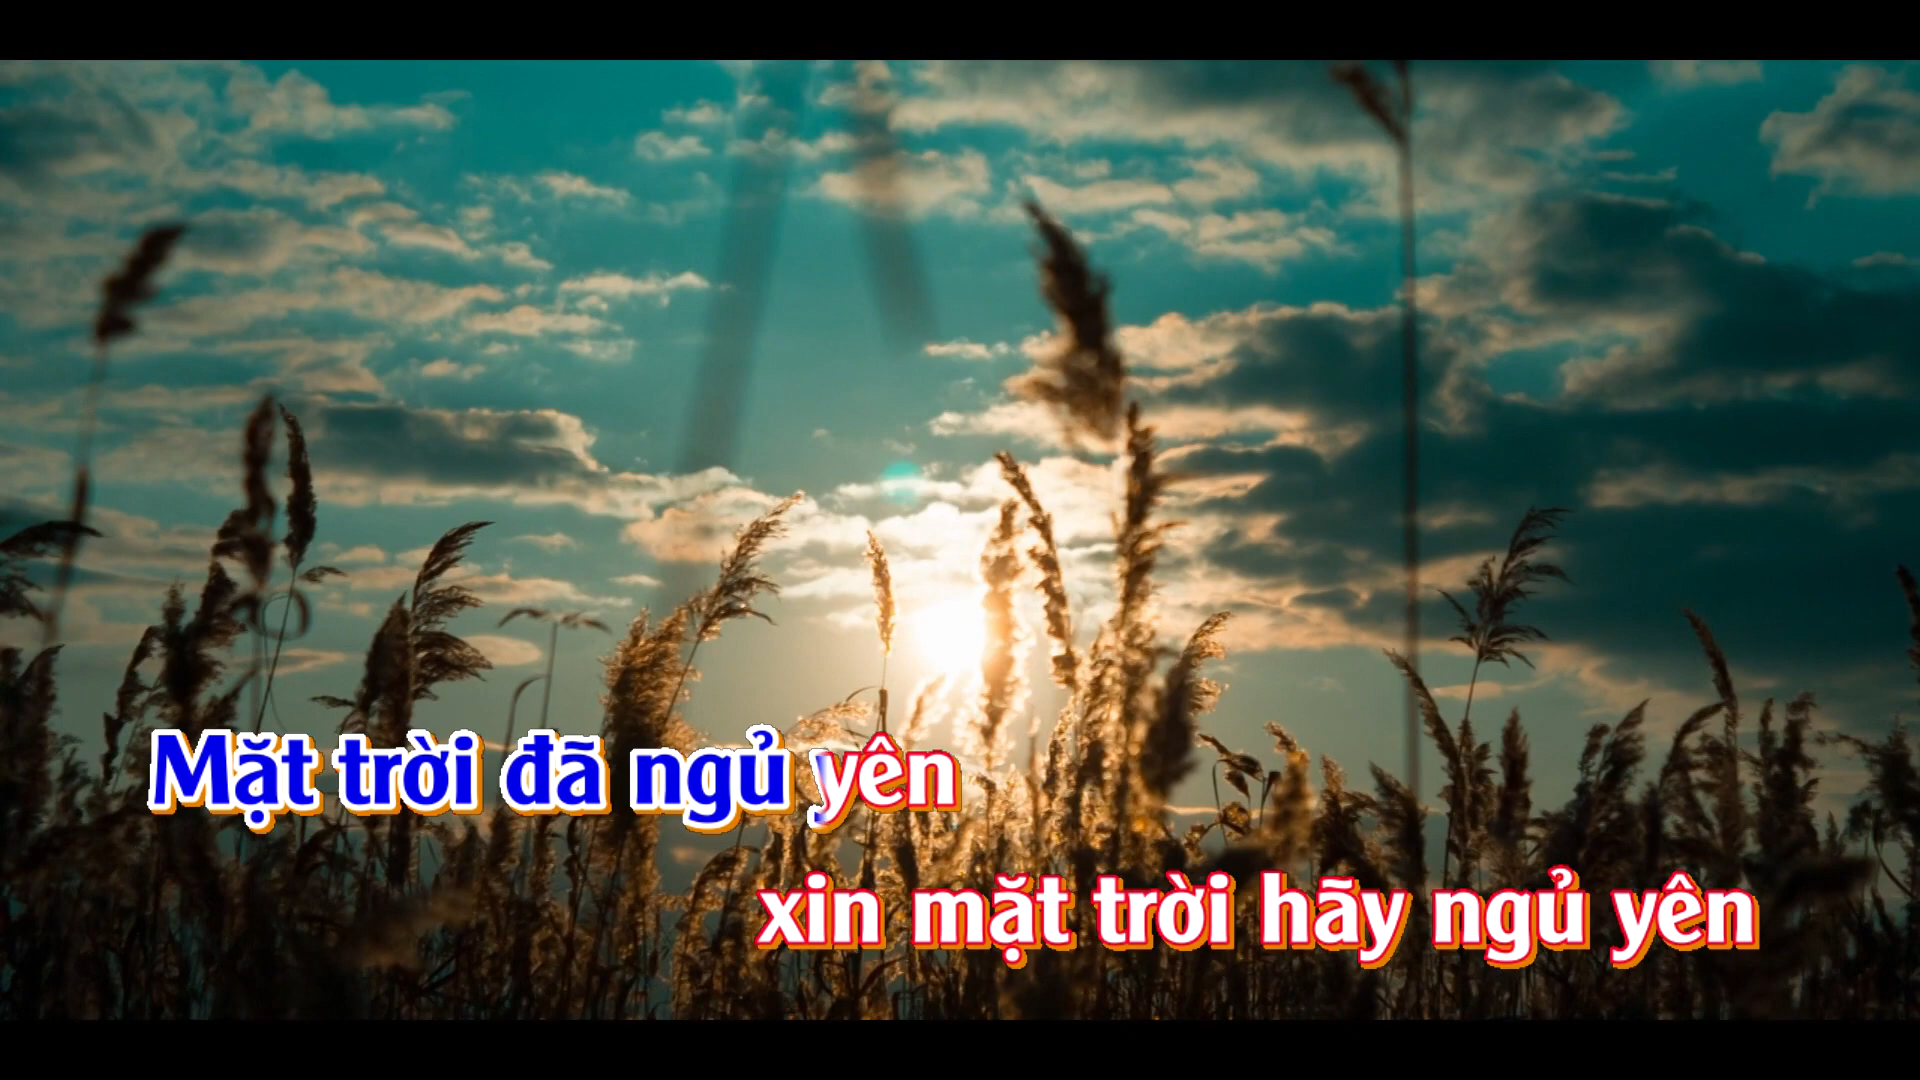 Mặt trời đã ngủ yên
xin mặt trời hãy ngủ yên